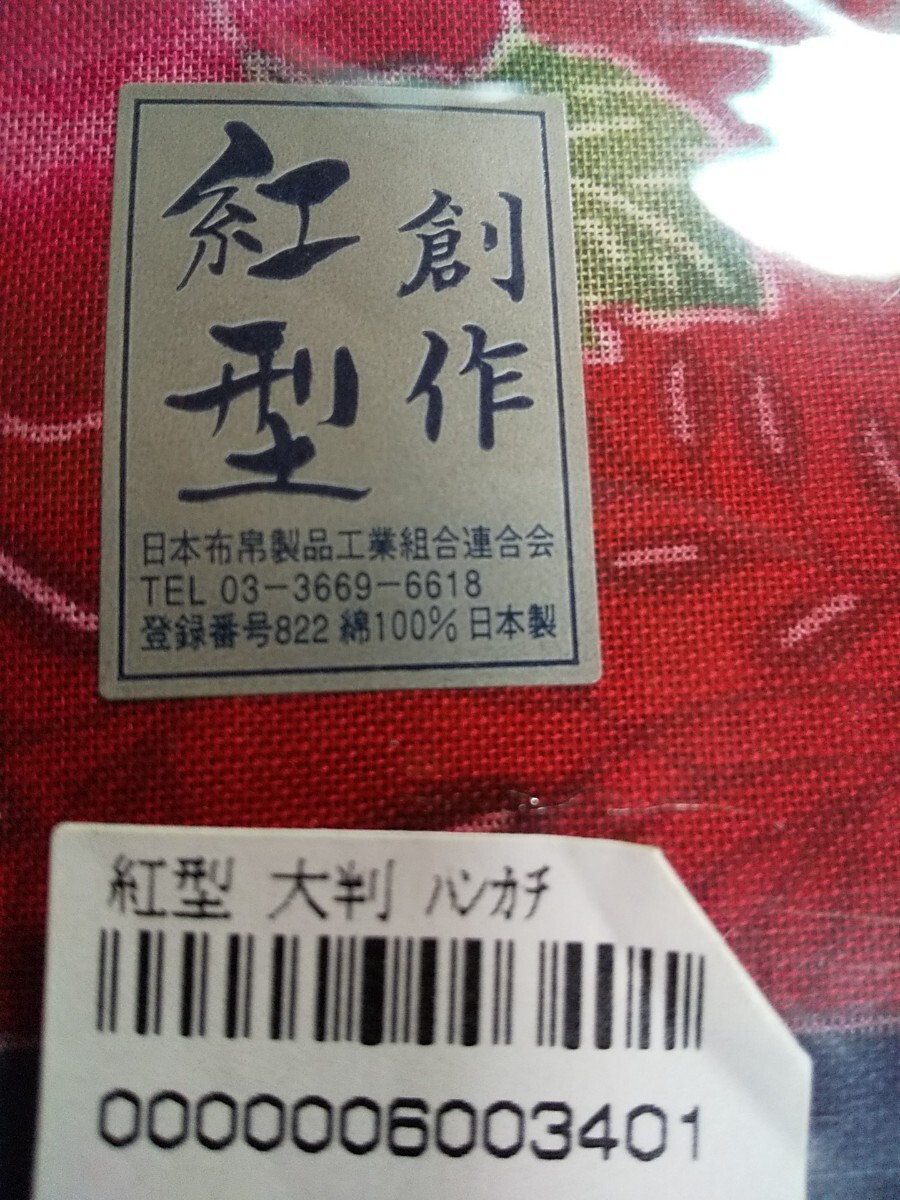 創作
紅型
日本布帛製品工業組合連合会
TEL 03-3669-6618
登録番号822 綿100% 日本製
紅型 大判 ハンカチ
0000006003401